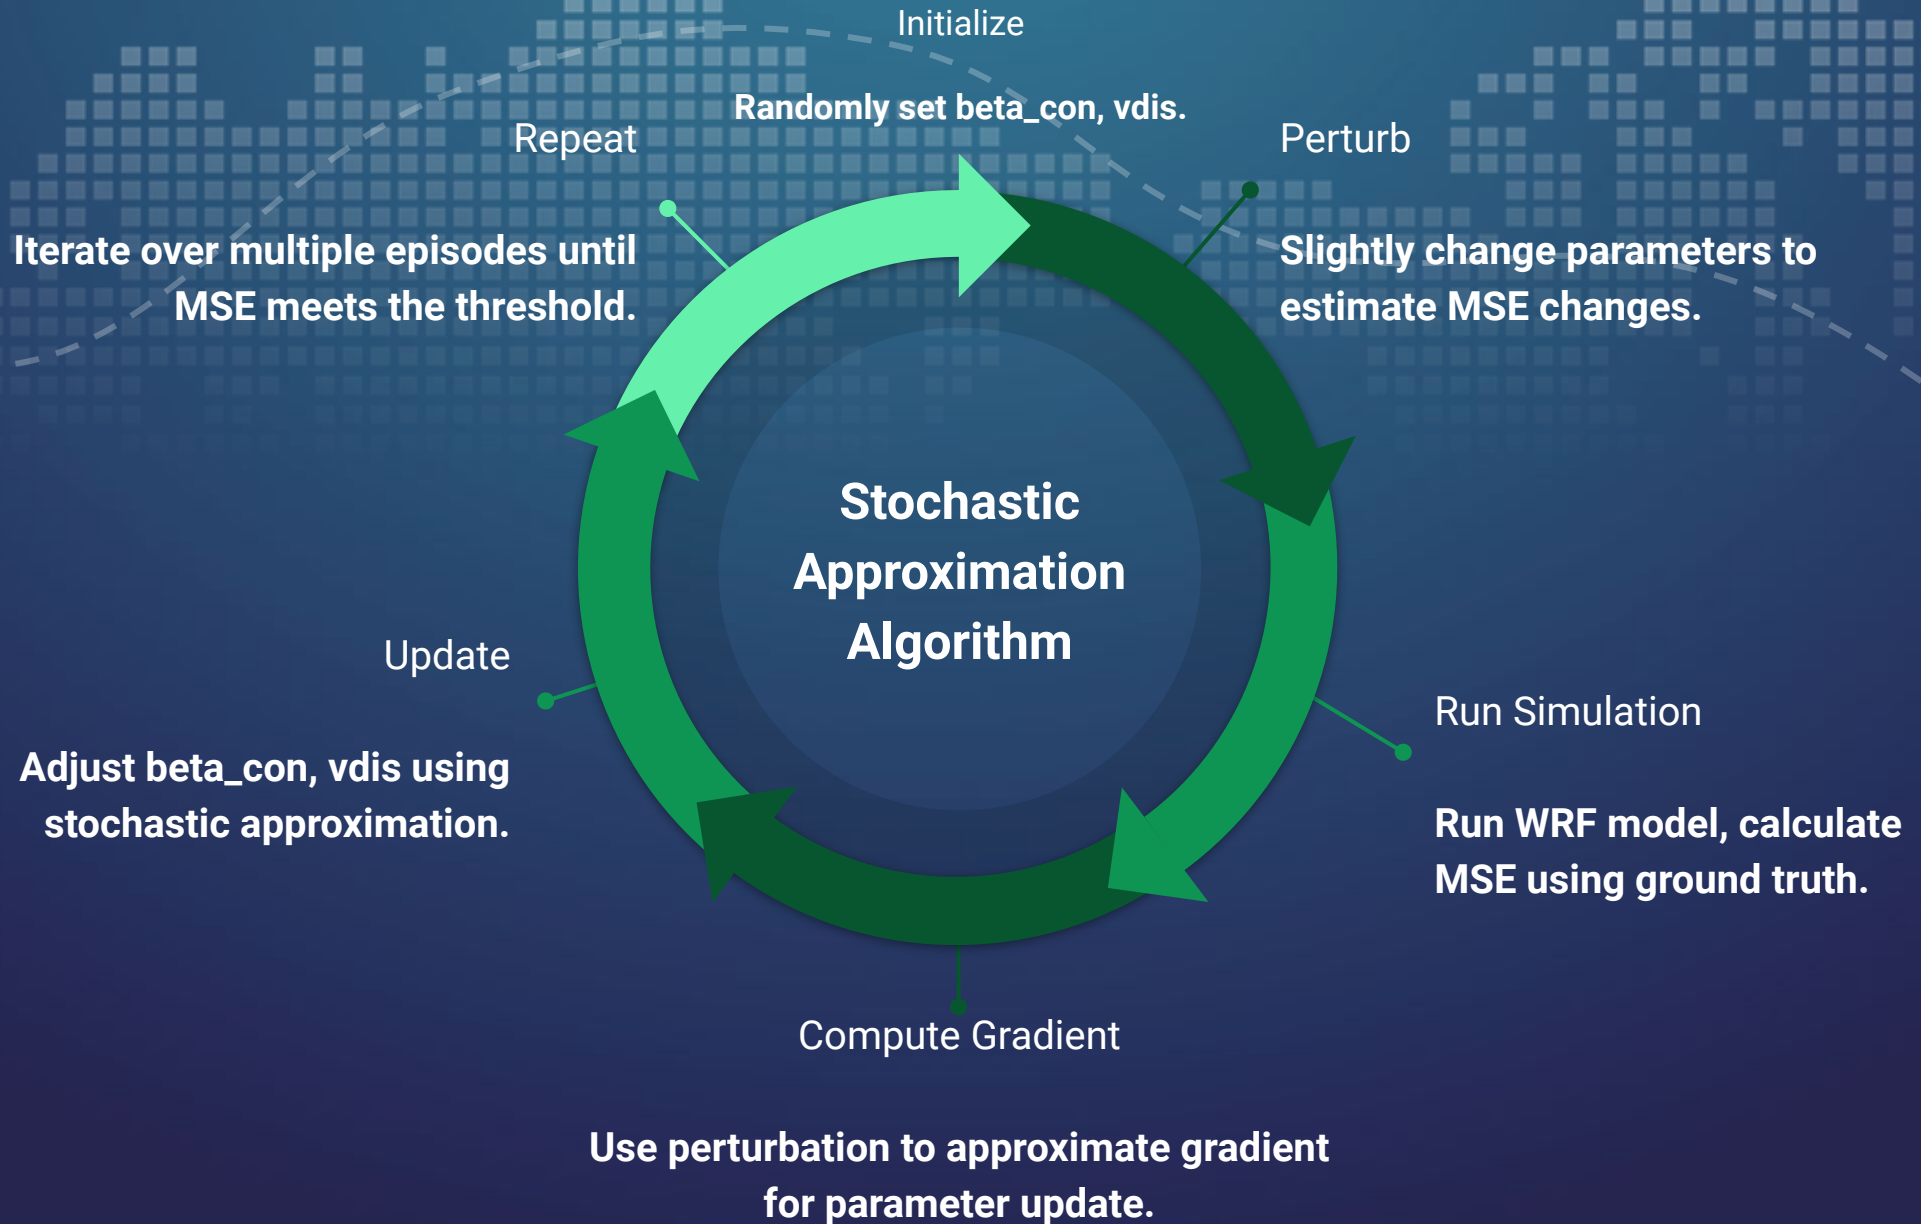 Initialize
Randomly set beta_con, vdis.
Perturb
Slightly change parameters to
estimate MSE changes.
Run Simulation
Run WRF model, calculate
MSE using ground truth.
Compute Gradient
Use perturbation to approximate gradient
for parameter update.
Update
Adjust beta_con, vdis using
stochastic approximation.
Repeat
Iterate over multiple episodes until
MSE meets the threshold.
Stochastic
Approximation
Algorithm